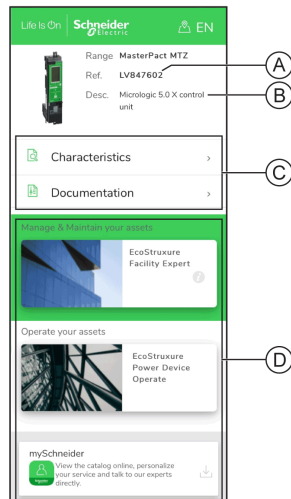 Life Is On | Schneider Electric EN
Range MasterPact MTZ
Ref. LV847602
A
Desc. Micrologic 5.0 X control
unit
B
Characteristics
C
Documentation
Manage & Maintain your assets
EcoStruxure
Facility Expert
Operate your assets
EcoStruxure
Power Device
Operate
D
mySchneider
View the catalog online, personalize
your service and talk to our experts
directly.